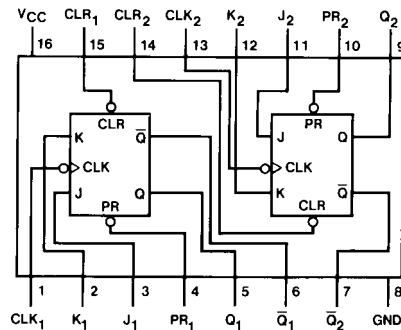 VCC CLR1 CLR2 CLK2 K2 J2 PR2 Q2
16 15 14 13 12 11 10 9
CLR PR
K Q̅ J Q
CLK CLK
J Q K Q̅
PR CLR
1 2 3 4 5 6 7 8
CLK1 K1 J1 PR1 Q1 Q̅1 Q̅2 GND